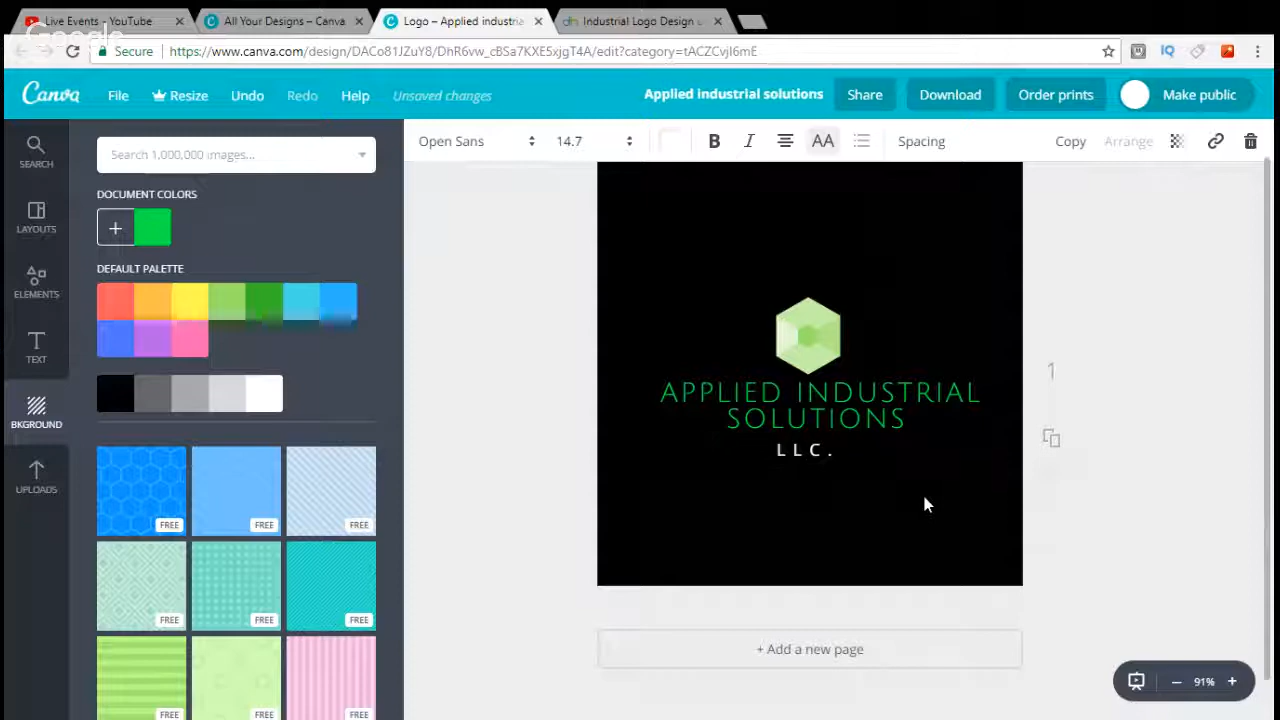 Live Events - YouTube
All Your Designs – Canva
Logo – Applied industria
Industrial Logo Design
Google
Secure
https://www.canva.com/design/DACo81JZuY8/DhR6vw_cBSa7KXE5xjgT4A/edit?category=tACZCvjI6mE
IQ
Canva
File
Resize
Undo
Redo
Help
Unsaved changes
Applied industrial solutions
Share
Download
Order prints
Make public
SEARCH
LAYOUTS
ELEMENTS
TEXT
BKGROUND
UPLOADS
Search 1,000,000 images...
DOCUMENT COLORS
+
DEFAULT PALETTE
FREE FREE FREE
FREE FREE FREE
FREE FREE FREE
Open Sans
14.7
B
I
AA
Spacing
Copy
Arrange
APPLIED INDUSTRIAL
SOLUTIONS
LLC.
1
+ Add a new page
– 91% +